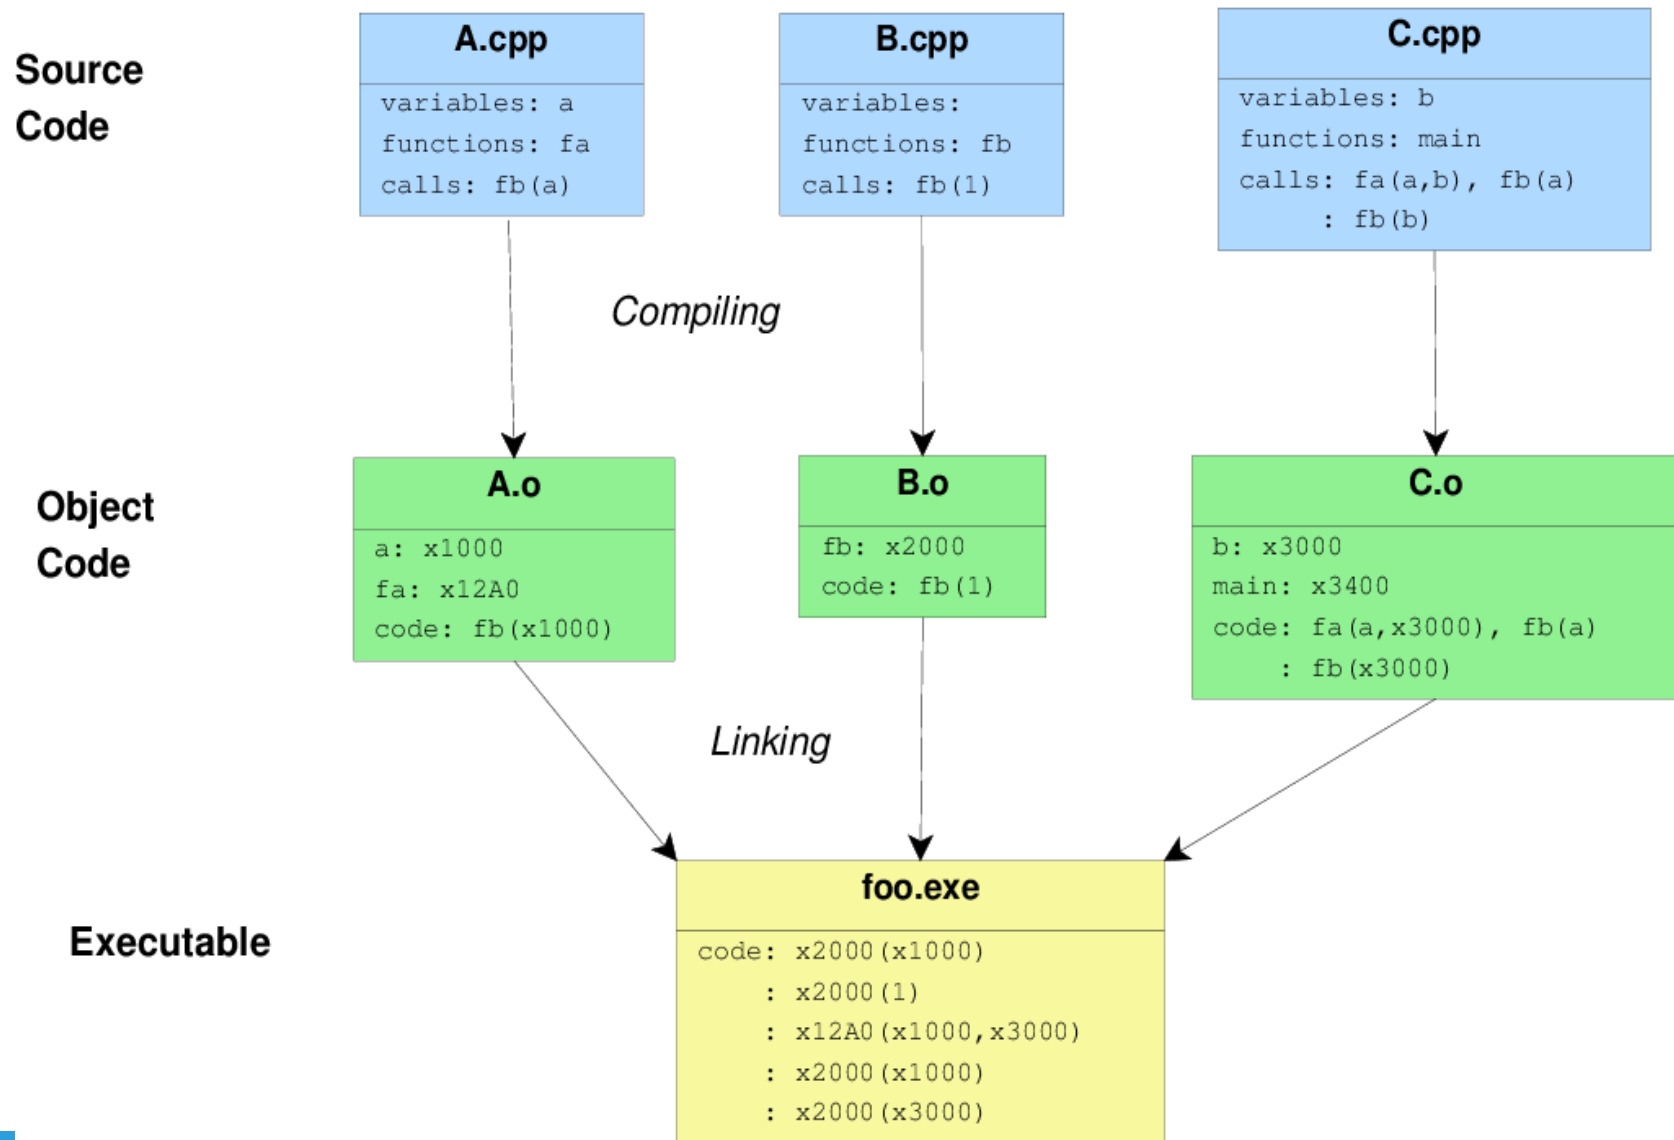 Source
Code
A.cpp
variables: a
functions: fa
calls: fb(a)
B.cpp
variables:
functions: fb
calls: fb(1)
C.cpp
variables: b
functions: main
calls: fa(a,b), fb(a)
: fb(b)
Compiling
Object
Code
A.o
a: x1000
fa: x12A0
code: fb(x1000)
B.o
fb: x2000
code: fb(1)
C.o
b: x3000
main: x3400
code: fa(a,x3000), fb(a)
: fb(x3000)
Linking
Executable
foo.exe
code: x2000(x1000)
: x2000(1)
: x12A0(x1000,x3000)
: x2000(x1000)
: x2000(x3000)